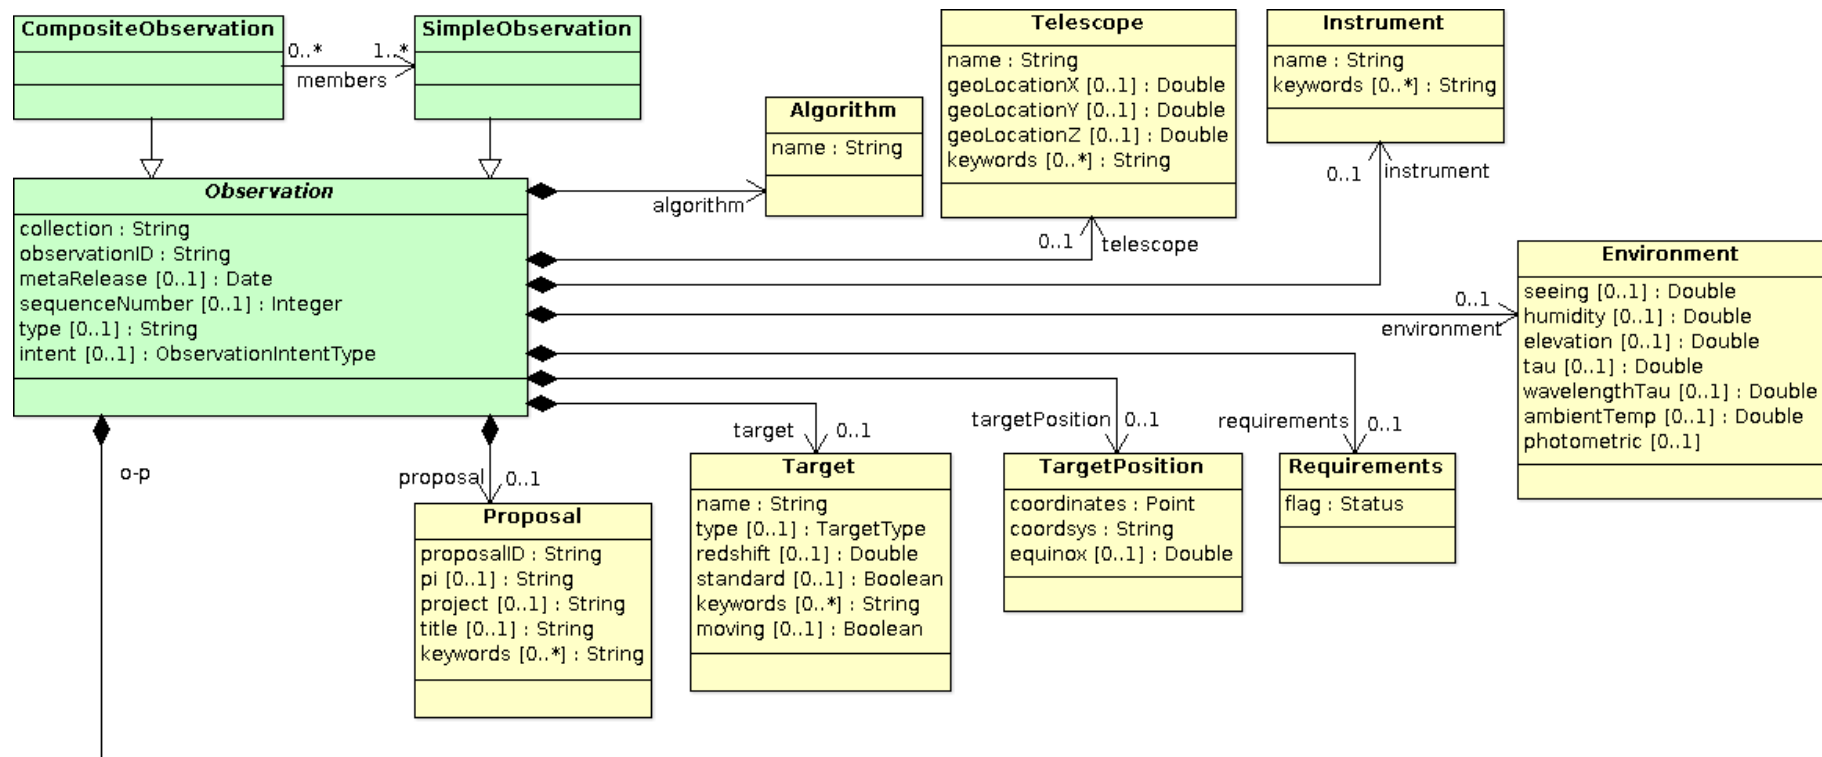 CompositeObservation
0..*
1..*
members
SimpleObservation
Telescope
name : String
geoLocationX [0..1] : Double
geoLocationY [0..1] : Double
geoLocationZ [0..1] : Double
keywords [0..*] : String
Instrument
name : String
keywords [0..*] : String
Algorithm
name : String
Observation
collection : String
observationID : String
metaRelease [0..1] : Date
sequenceNumber [0..1] : Integer
type [0..1] : String
intent [0..1] : ObservationIntentType
algorithm
0..1
telescope
0..1
instrument
0..1
environment
Environment
seeing [0..1] : Double
humidity [0..1] : Double
elevation [0..1] : Double
tau [0..1] : Double
wavelengthTau [0..1] : Double
ambientTemp [0..1] : Double
photometric [0..1]
o-p
proposal
0..1
target
0..1
targetPosition
0..1
requirements
0..1
Proposal
proposalID : String
pi [0..1] : String
project [0..1] : String
title [0..1] : String
keywords [0..*] : String
Target
name : String
type [0..1] : TargetType
redshift [0..1] : Double
standard [0..1] : Boolean
keywords [0..*] : String
moving [0..1] : Boolean
TargetPosition
coordinates : Point
coordsys : String
equinox [0..1] : Double
Requirements
flag : Status